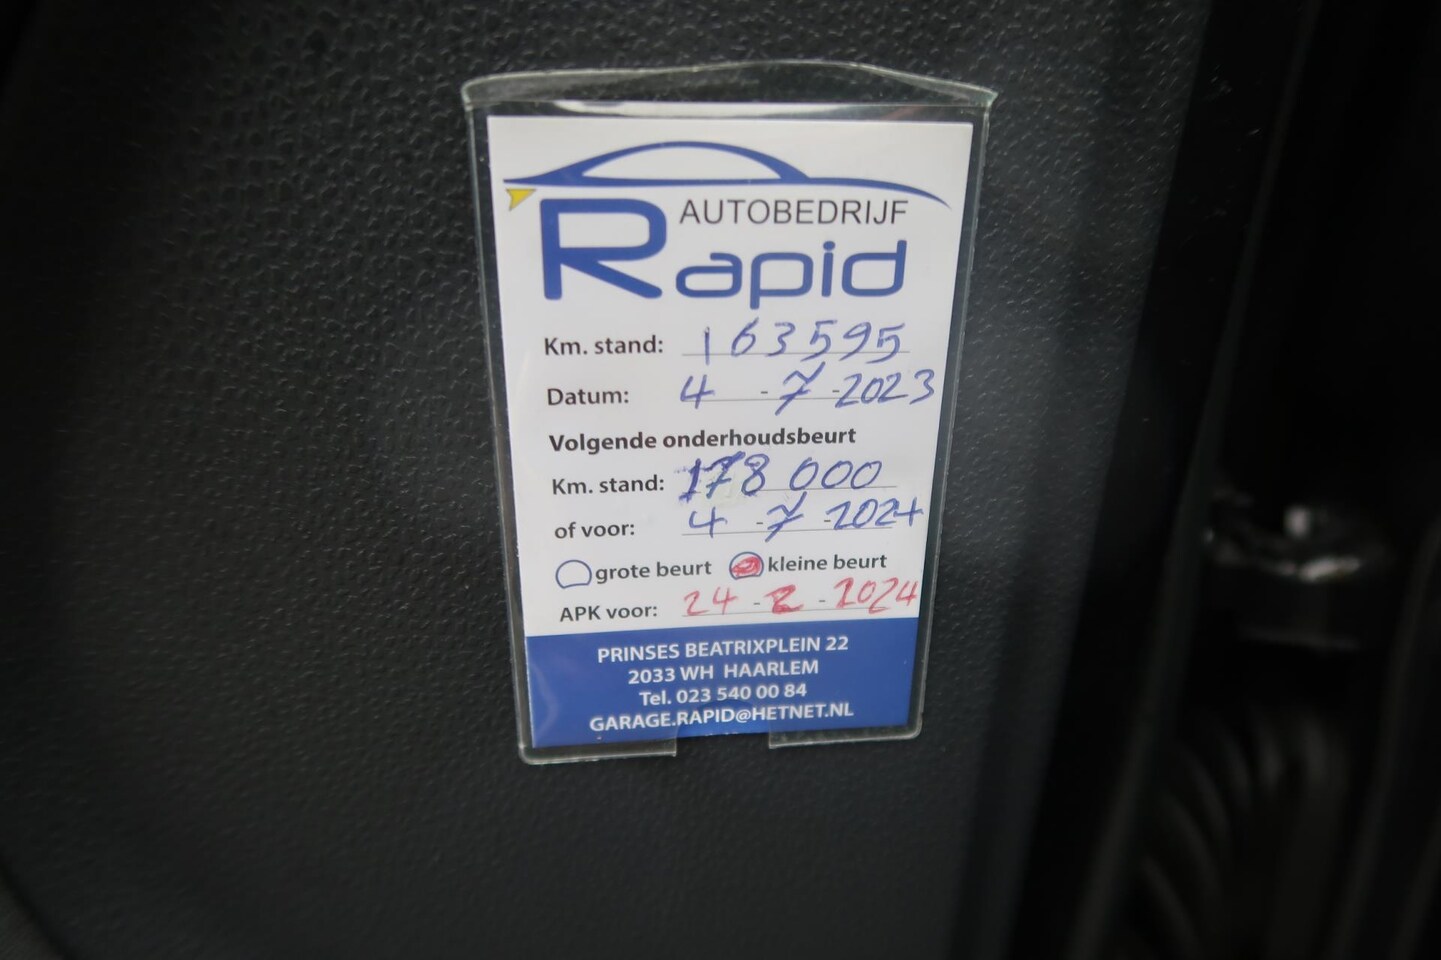 AUTOBEDRIJF
Rapid
Km. stand: 163595
Datum: 4 - 7 - 2023
Volgende onderhoudsbeurt
Km. stand: 178 000
of voor: 4 - 7 - 2024
grote beurt kleine beurt
APK voor: 24 - 2 - 2024
PRINSES BEATRIXPLEIN 22
2033 WH HAARLEM
Tel. 023 540 00 84
GARAGE.RAPID@HETNET.NL